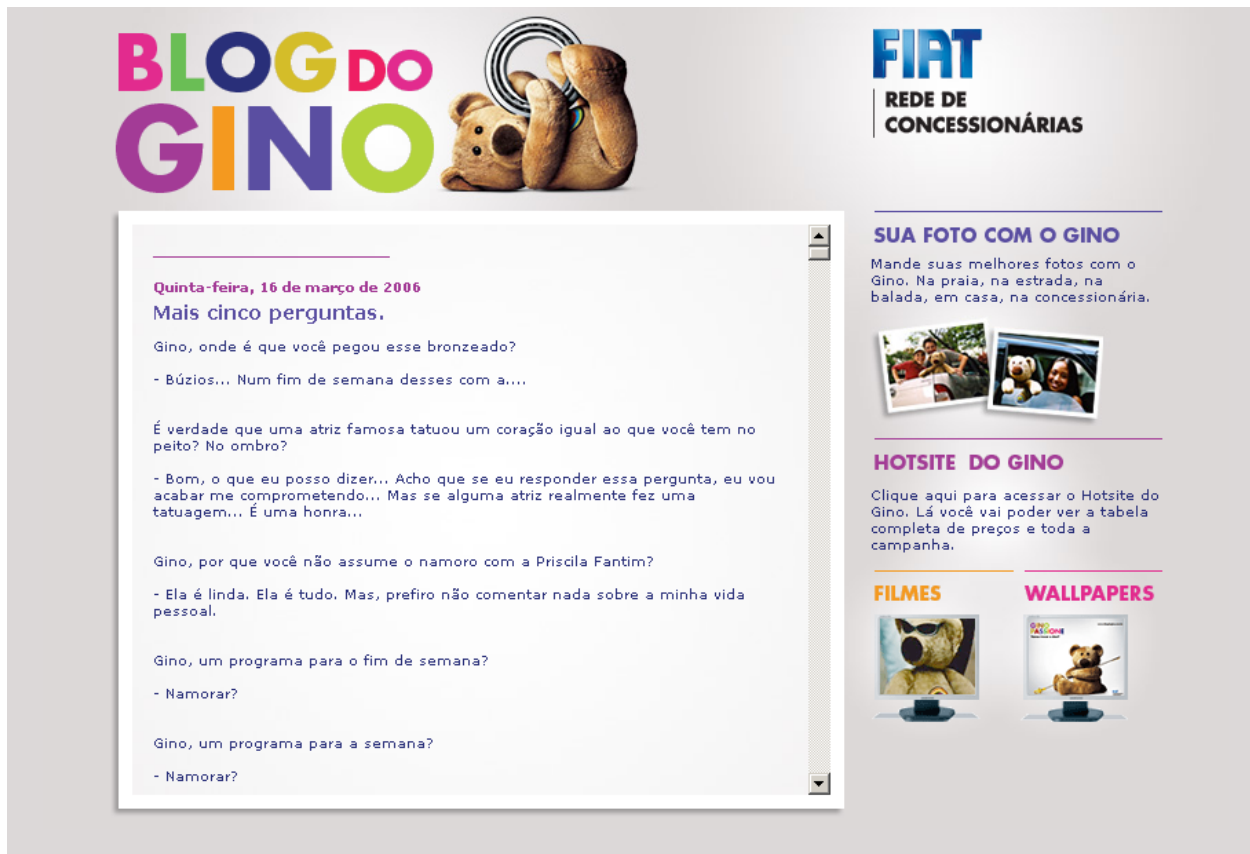 BLOG DO
GINO
FIAT
REDE DE
CONCESSIONÁRIAS
Quinta-feira, 16 de março de 2006
Mais cinco perguntas.
Gino, onde é que você pegou esse bronzeado?
- Búzios... Num fim de semana desses com a....
É verdade que uma atriz famosa tatuou um coração igual ao que você tem no
peito? No ombro?
- Bom, o que eu posso dizer... Acho que se eu responder essa pergunta, eu vou
acabar me comprometendo... Mas se alguma atriz realmente fez uma
tatuagem... É uma honra...
Gino, por que você não assume o namoro com a Priscila Fantim?
- Ela é linda. Ela é tudo. Mas, prefiro não comentar nada sobre a minha vida
pessoal.
Gino, um programa para o fim de semana?
- Namorar?
Gino, um programa para a semana?
- Namorar?
SUA FOTO COM O GINO
Mande suas melhores fotos com o
Gino. Na praia, na estrada, na
balada, em casa, na concessionária.
HOTSITE DO GINO
Clique aqui para acessar o Hotsite do
Gino. Lá você vai poder ver a tabela
completa de preços e toda a
campanha.
FILMES
WALLPAPERS
GINO
PASSIONE